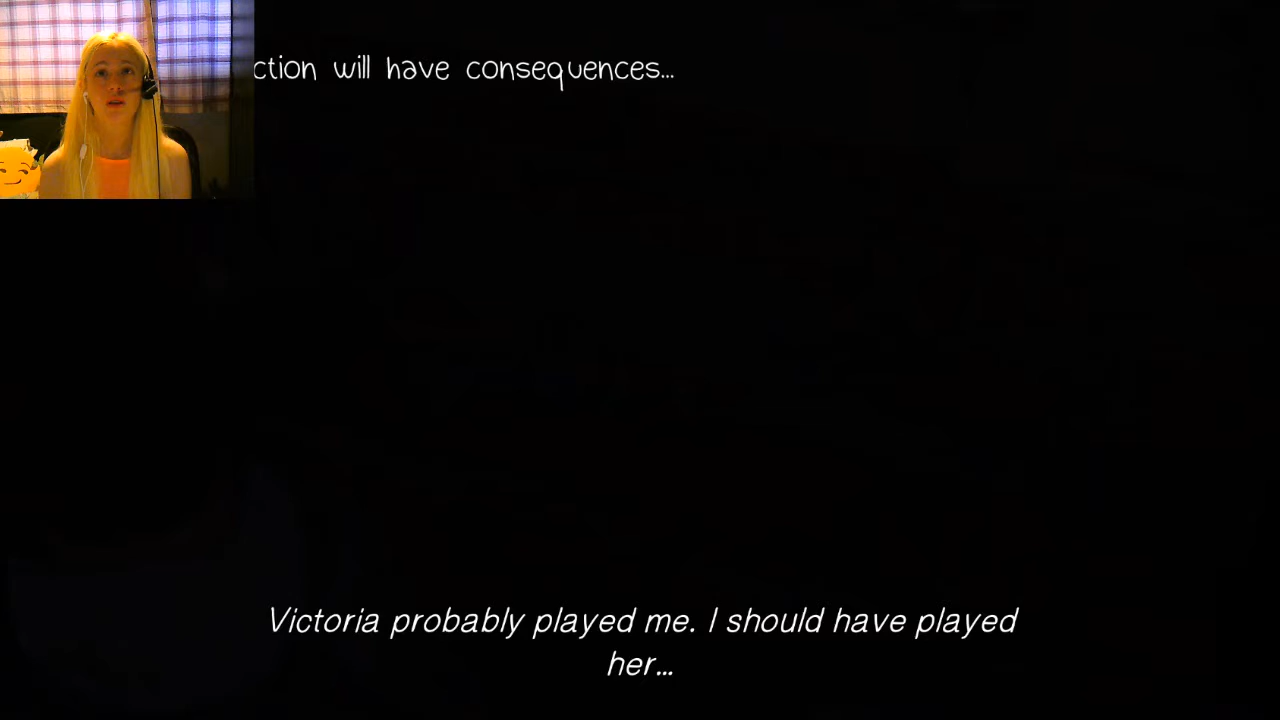 ction will have consequences...
Victoria probably played me. I should have played
her...